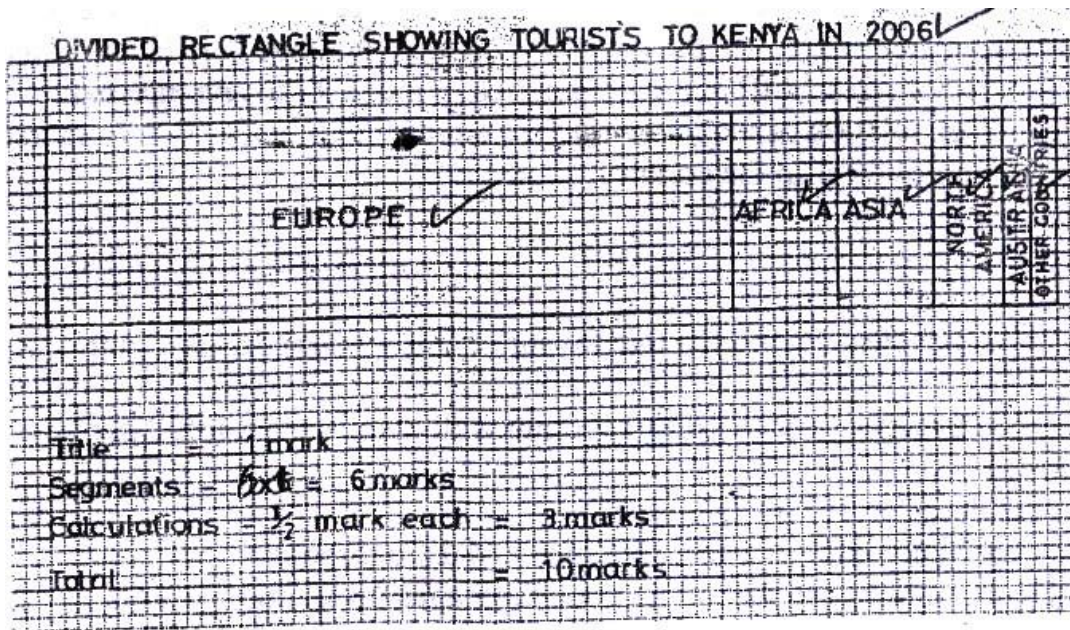 DIVIDED RECTANGLE SHOWING TOURISTS TO KENYA IN 2006
EUROPE
AFRICA
ASIA
NORTH
AMERICA
AUSTRALIA
OTHER COUNTRIES
Title = 1 mark
Segments = = 6 marks
Calculations = ½ mark each = 3 marks
Total = 10 marks